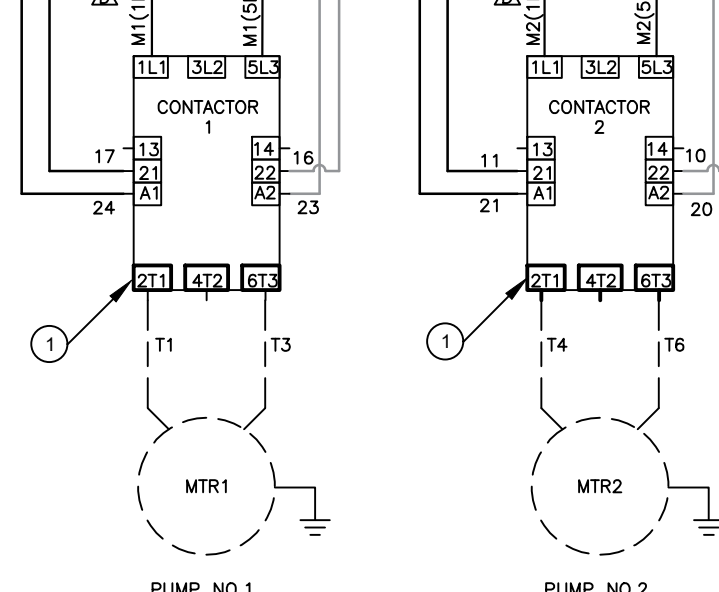 M1(1 M1(5 M2(1 M2(5
1L1 3L2 5L3 1L1 3L2 5L3
CONTACTOR CONTACTOR
1 2
17 13 14 16 11 13 14 10
21 22 21 22
24 A1 A2 23 21 A1 A2 20
2T1 4T2 6T3 2T1 4T2 6T3
1 T1 T3 1 T4 T6
MTR1 MTR2
PUMP NO.1 PUMP NO.2